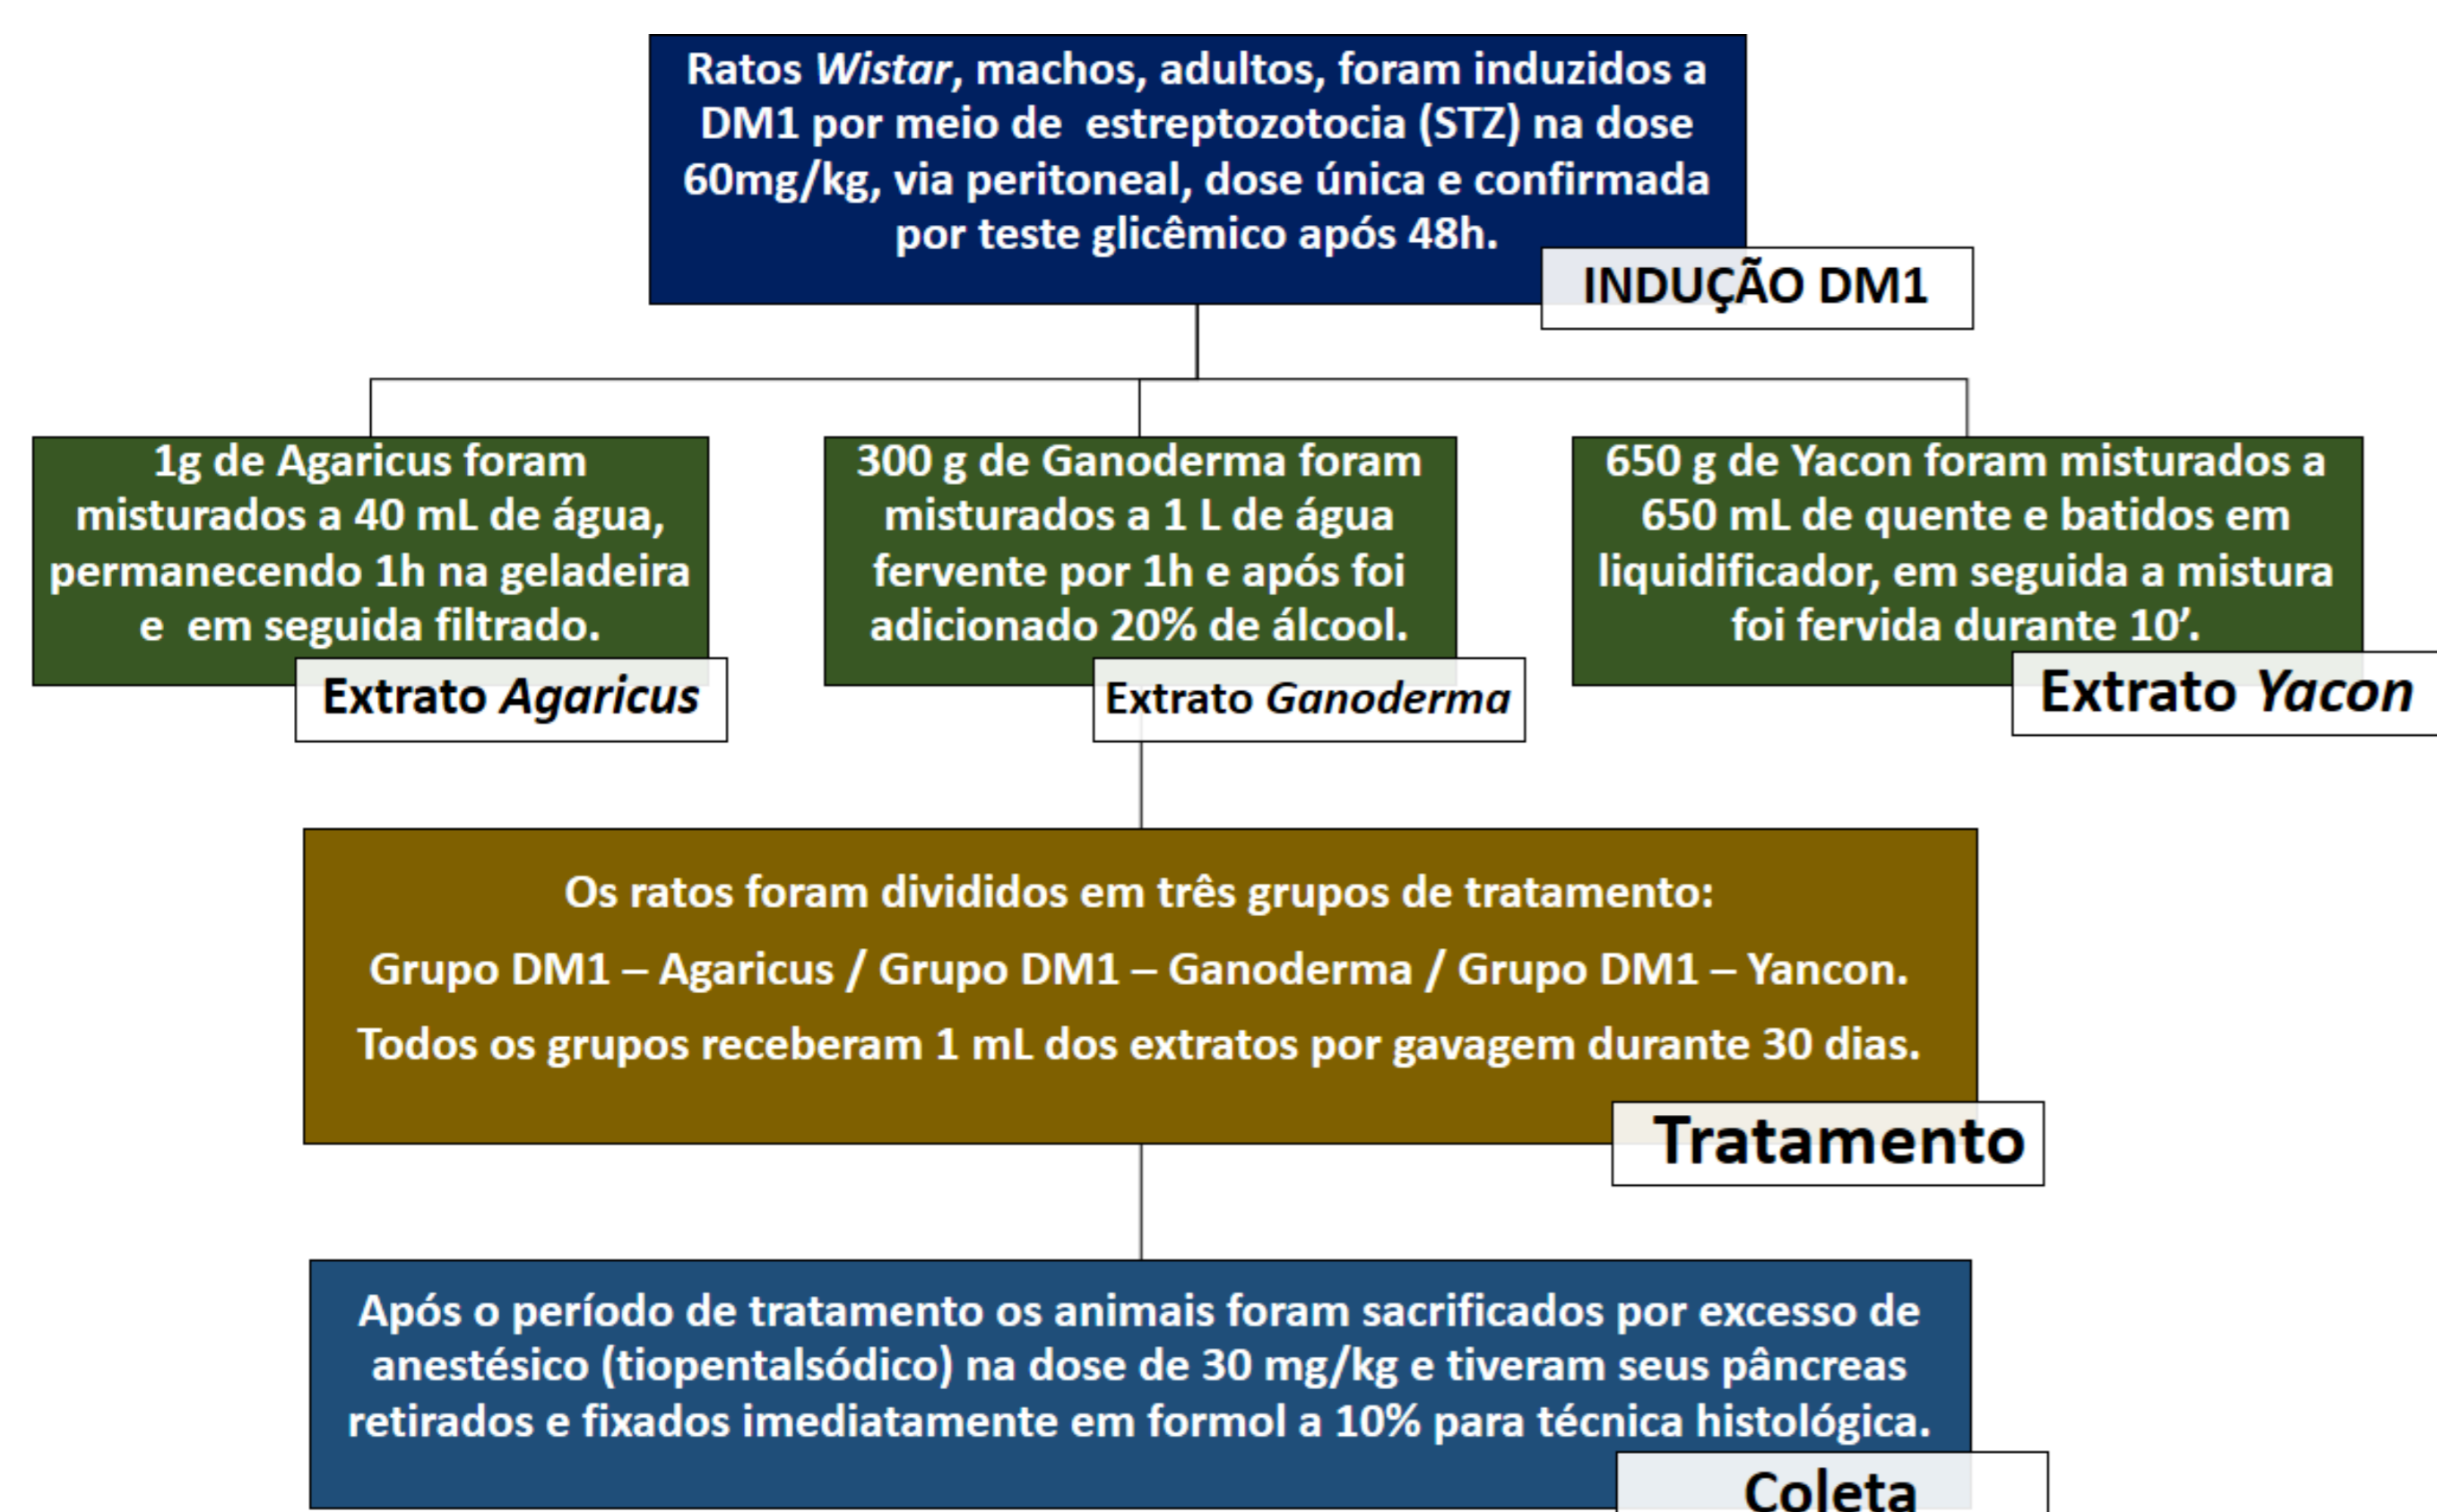 Ratos Wistar, machos, adultos, foram induzidos a
DM1 por meio de  estreptozotocia (STZ) na dose
60mg/kg, via peritoneal, dose única e confirmada
por teste glicêmico após 48h.
INDUÇÃO DM1
1g de Agaricus foram
misturados a 40 mL de água,
permanecendo 1h na geladeira
e  em seguida filtrado.
Extrato Agaricus
300 g de Ganoderma foram
misturados a 1 L de água
fervente por 1h e após foi
adicionado 20% de álcool.
Extrato Ganoderma
650 g de Yacon foram misturados a
650 mL de quente e batidos em
liquidificador, em seguida a mistura
foi fervida durante 10’.
Extrato Yacon
Os ratos foram divididos em três grupos de tratamento:
Grupo DM1 – Agaricus / Grupo DM1 – Ganoderma / Grupo DM1 – Yancon.
Todos os grupos receberam 1 mL dos extratos por gavagem durante 30 dias.
Tratamento
Após o período de tratamento os animais foram sacrificados por excesso de
anestésico (tiopentalsódico) na dose de 30 mg/kg e tiveram seus pâncreas
retirados e fixados imediatamente em formol a 10% para técnica histológica.
Coleta